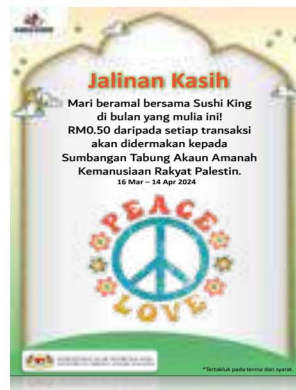 Jalinan Kasih
Mari beramal bersama Sushi King
di bulan yang mulia ini!
RM0.50 daripada setiap transaksi
akan didermakan kepada
Sumbangan Tabung Akaun Amanah
Kemanusiaan Rakyat Palestin.
16 Mar – 14 Apr 2024
PEACE
LOVE
*Tertakluk pada terma dan syarat.